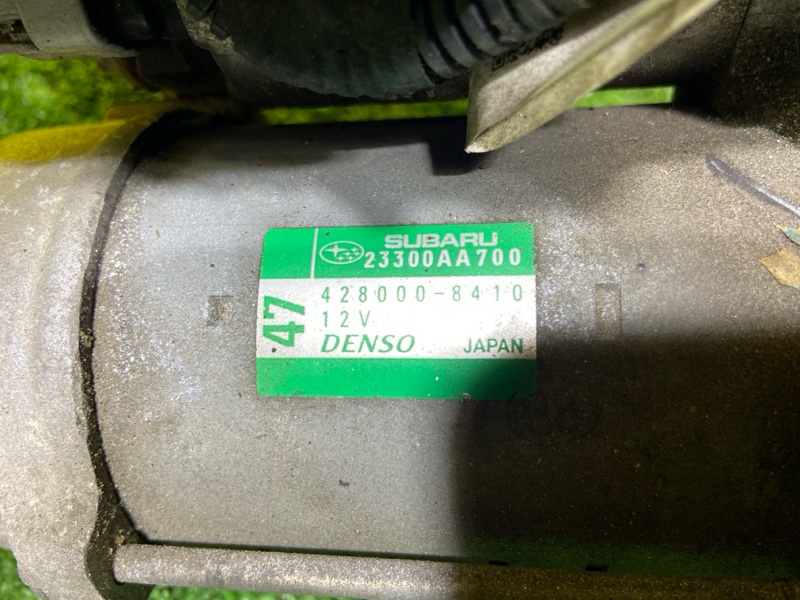 SUBARU
23300AA700
47
428000-8410
12V
DENSO JAPAN